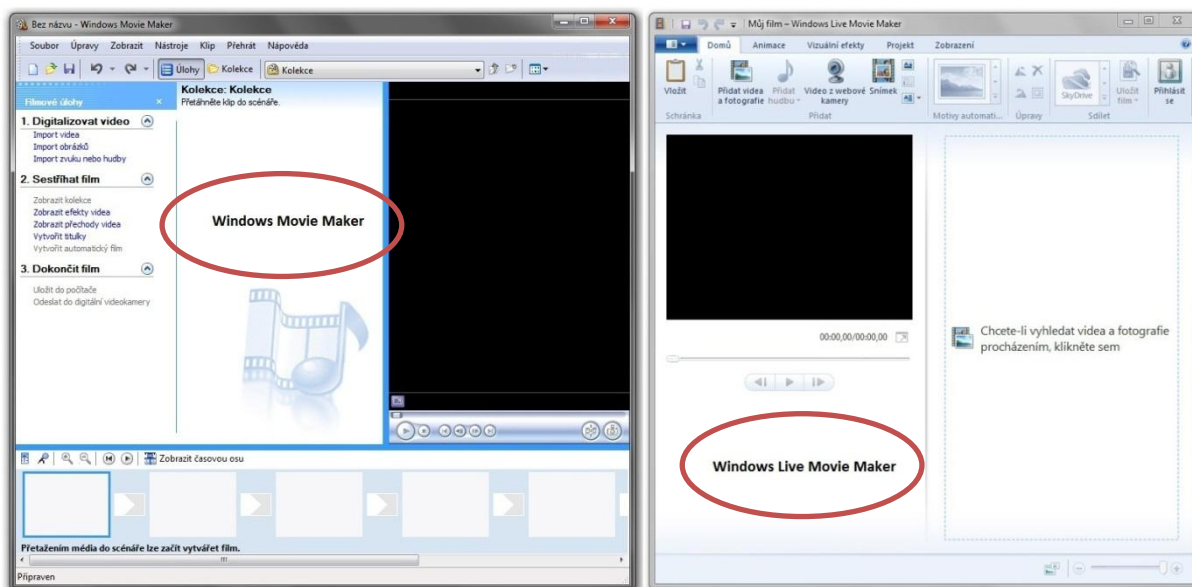 Bez názvu - Windows Movie Maker
Soubor Úpravy Zobrazit Nástroje Klip Přehrát Nápověda
Úlohy Kolekce Kolekce
Filmové úlohy
1. Digitalizovat video
Import videa
Import obrázků
Import zvuku nebo hudby
2. Sestříhat film
Zobrazit kolekce
Zobrazit efekty videa
Zobrazit přechody videa
Vytvořit titulky
Vytvořit automatický film
3. Dokončit film
Uložit do počítače
Odeslat do digitální videokamery
Kolekce: Kolekce
Přetáhněte klip do scénáře.
Windows Movie Maker
Zobrazit časovou osu
Přetažením média do scénáře lze začít vytvářet film.
Připraven
Můj film – Windows Live Movie Maker
Domů Animace Vizuální efekty Projekt Zobrazení
Vložit
Schránka
Přidat videa
a fotografie
Přidat
hudbu
Video z webové
kamery
Snímek
Přidat
Motivy automati...
Úpravy
SkyDrive
Uložit
film
Sdílet
Přihlásit
se
00:00,00/00:00,00
Chcete-li vyhledat videa a fotografie
procházením, klikněte sem
Windows Live Movie Maker